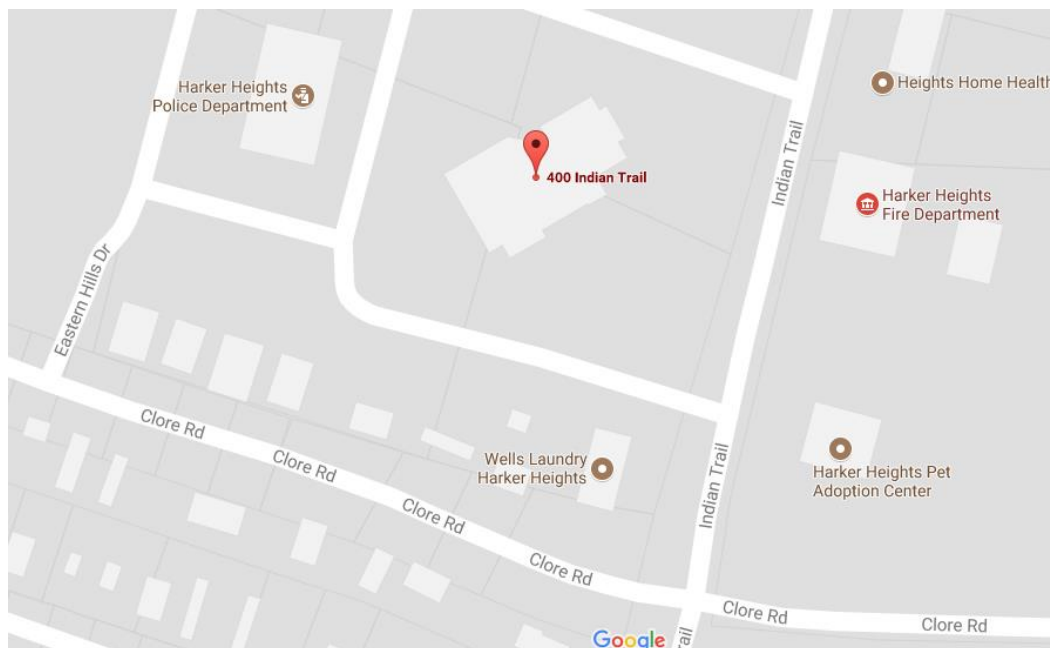 Harker Heights
Police Department
Heights Home Health
Indian Trail
400 Indian Trail
Harker Heights
Fire Department
Eastern Hills Dr
Clore Rd
Clore Rd
Wells Laundry
Harker Heights
Indian Trail
Harker Heights Pet
Adoption Center
Clore Rd
Clore Rd
Clore Rd
Clore Rd
Google
rail